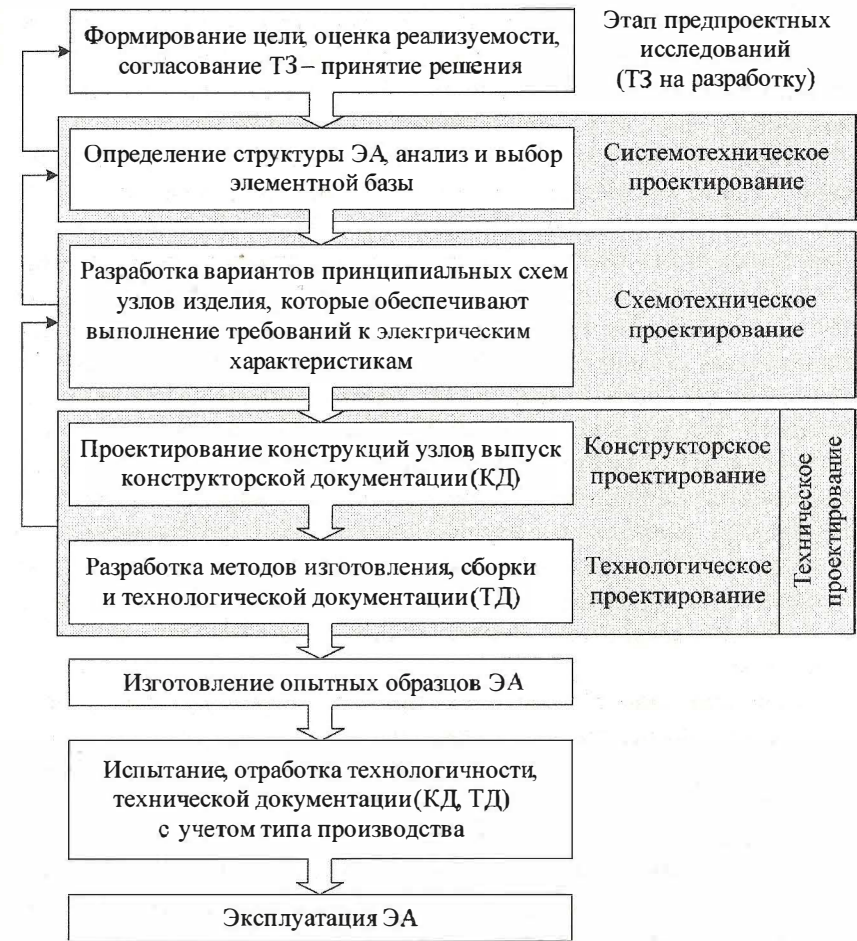 Формирование цели, оценка реализуемости,
согласование ТЗ – принятие решения
Этап предпроектных
исследований
(ТЗ на разработку)
Определение структуры ЭА, анализ и выбор
элементной базы
Системотехническое
проектирование
Разработка вариантов принципиальных схем
узлов изделия, которые обеспечивают
выполнение требований к электрическим
характеристикам
Схемотехническое
проектирование
Проектирование конструкций узлов, выпуск
конструкторской документации (КД)
Конструкторское
проектирование
Разработка методов изготовления, сборки
и технологической документации (ТД)
Технологическое
проектирование
Техническое
проектирование
Изготовление опытных образцов ЭА
Испытание, отработка технологичности,
технической документации (КД, ТД)
с учетом типа производства
Эксплуатация ЭА